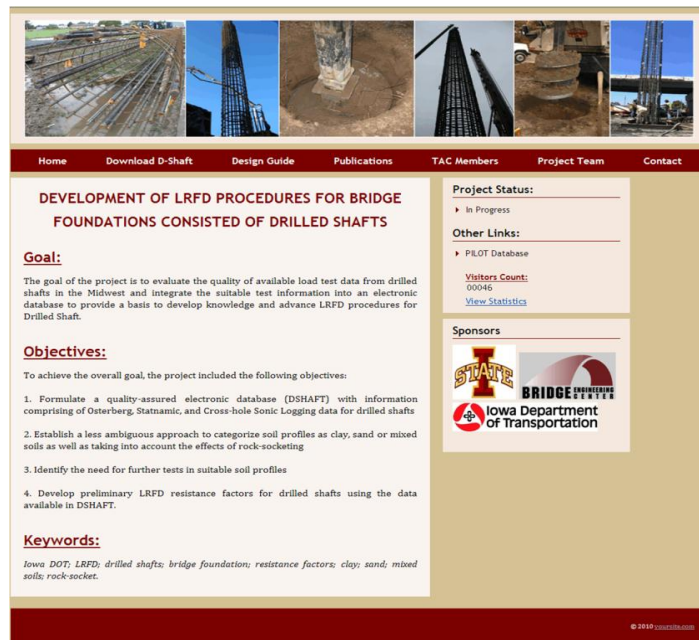 Home Download D-Shaft Design Guide Publications TAC Members Project Team Contact
DEVELOPMENT OF LRFD PROCEDURES FOR BRIDGE
FOUNDATIONS CONSISTED OF DRILLED SHAFTS
Goal:
The goal of the project is to evaluate the quality of available load test data from drilled
shafts in the Midwest and integrate the suitable test information into an electronic
database to provide a basis to develop knowledge and advance LRFD procedures for
Drilled Shaft.
Objectives:
To achieve the overall goal, the project included the following objectives:
1. Formulate a quality-assured electronic database (DSHAFT) with information
comprising of Osterberg, Statnamic, and Cross-hole Sonic Logging data for drilled shafts
2. Establish a less ambiguous approach to categorize soil profiles as clay, sand or mixed
soils as well as taking into account the effects of rock-socketing
3. Identify the need for further tests in suitable soil profiles
4. Develop preliminary LRFD resistance factors for drilled shafts using the data
available in DSHAFT.
Keywords:
Iowa DOT; LRFD; drilled shafts; bridge foundation; resistance factors; clay; sand; mixed
soils; rock-socket.
Project Status:
In Progress
Other Links:
PILOT Database
Visitors Count:
00046
View Statistics
Sponsors
STATE
BRIDGE ENGINEERING
CENTER
Iowa Department
of Transportation
© 2010 yoursite.com